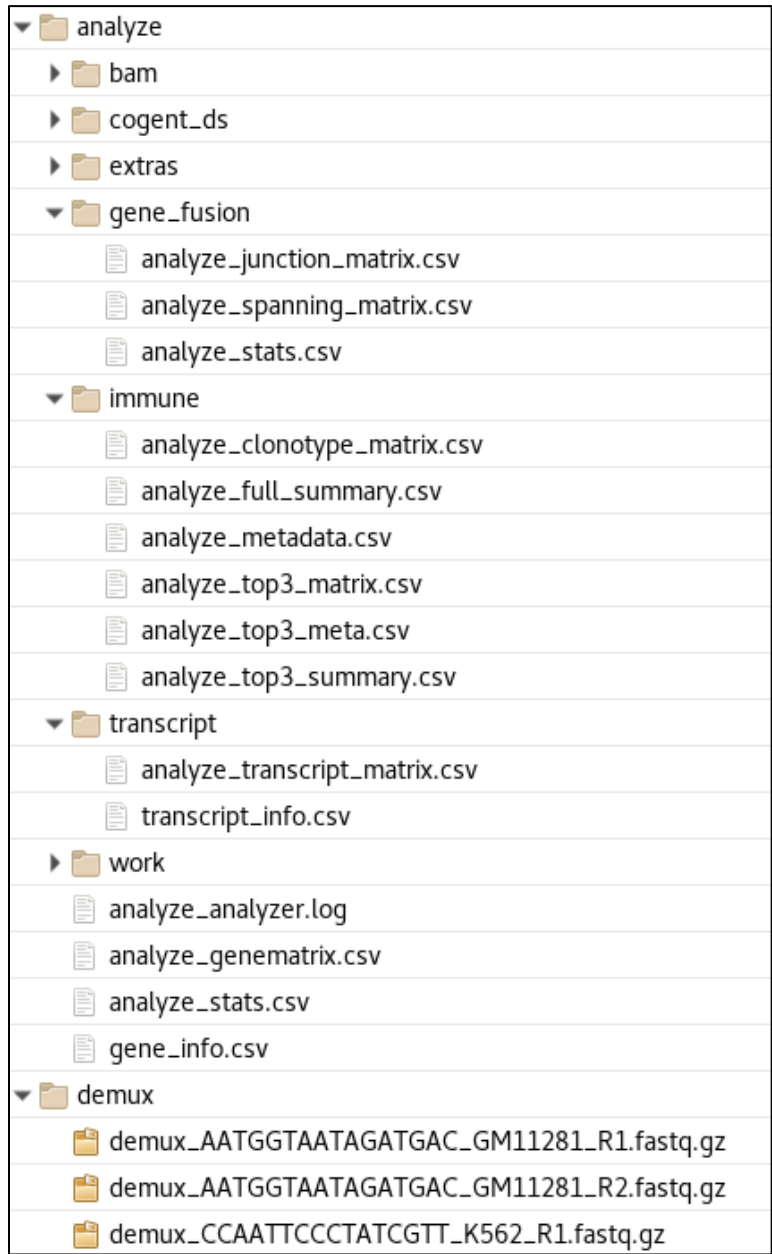 analyze
bam
cogent_ds
extras
gene_fusion
analyze_junction_matrix.csv
analyze_spanning_matrix.csv
analyze_stats.csv
immune
analyze_clonotype_matrix.csv
analyze_full_summary.csv
analyze_metadata.csv
analyze_top3_matrix.csv
analyze_top3_meta.csv
analyze_top3_summary.csv
transcript
analyze_transcript_matrix.csv
transcript_info.csv
work
analyze_analyzer.log
analyze_genematrix.csv
analyze_stats.csv
gene_info.csv
demux
demux_AATGGTAATAGATGAC_GM11281_R1.fastq.gz
demux_AATGGTAATAGATGAC_GM11281_R2.fastq.gz
demux_CCAATTCCCTATCGTT_K562_R1.fastq.gz